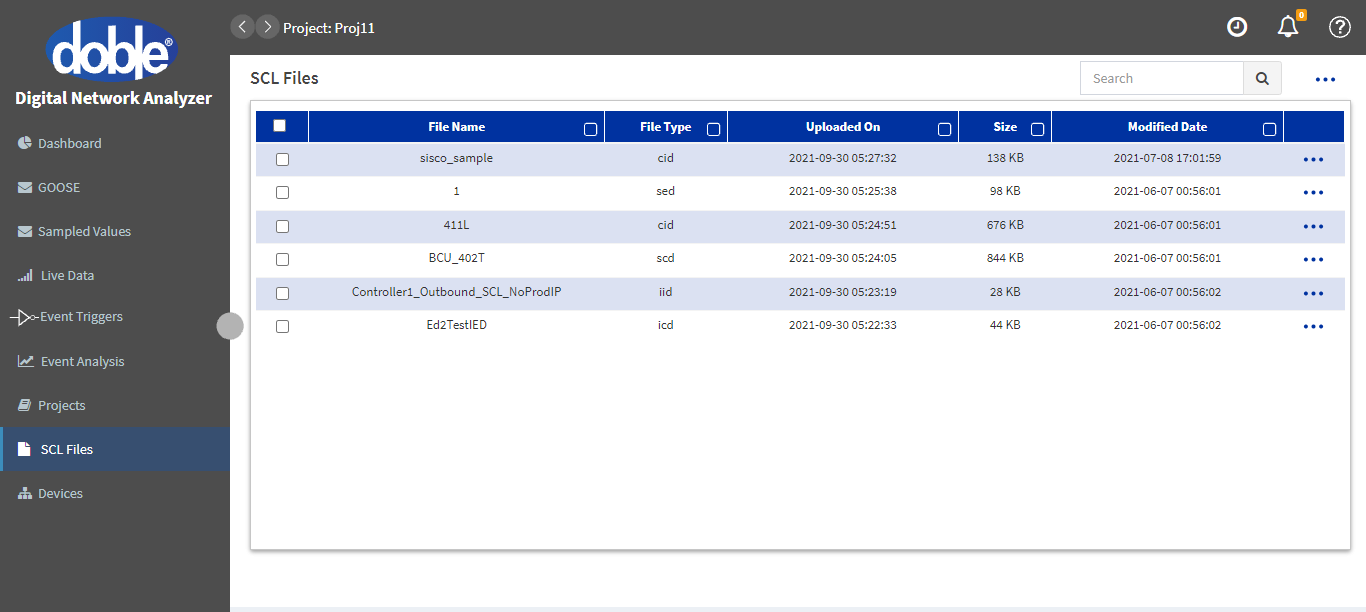 doble®
Digital Network Analyzer
Dashboard
GOOSE
Sampled Values
Live Data
Event Triggers
Event Analysis
Projects
SCL Files
Devices
Project: Proj11
0
SCL Files
Search
File Name File Type Uploaded On Size Modified Date
sisco_sample cid 2021-09-30 05:27:32 138 KB 2021-07-08 17:01:59
1 sed 2021-09-30 05:25:38 98 KB 2021-06-07 00:56:01
411L cid 2021-09-30 05:24:51 676 KB 2021-06-07 00:56:01
BCU_402T scd 2021-09-30 05:24:05 844 KB 2021-06-07 00:56:01
Controller1_Outbound_SCL_NoProdIP iid 2021-09-30 05:23:19 28 KB 2021-06-07 00:56:02
Ed2TestIED icd 2021-09-30 05:22:33 44 KB 2021-06-07 00:56:02